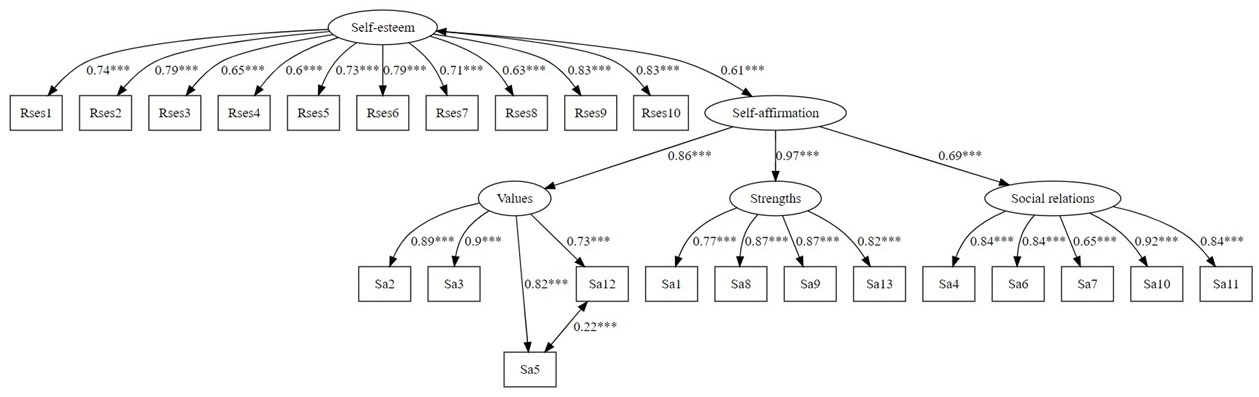 Self-esteem
0.74*** 0.79*** 0.65*** 0.6*** 0.73*** 0.79*** 0.71*** 0.63*** 0.83*** 0.83*** 0.61***
Rses1 Rses2 Rses3 Rses4 Rses5 Rses6 Rses7 Rses8 Rses9 Rses10 Self-affirmation
0.86*** 0.97*** 0.69***
Values Strengths Social relations
0.89*** 0.9*** 0.73*** 0.77*** 0.87*** 0.87*** 0.82*** 0.84*** 0.84*** 0.65*** 0.92*** 0.84***
Sa2 Sa3 0.82*** Sa12 Sa1 Sa8 Sa9 Sa13 Sa4 Sa6 Sa7 Sa10 Sa11
0.22***
Sa5